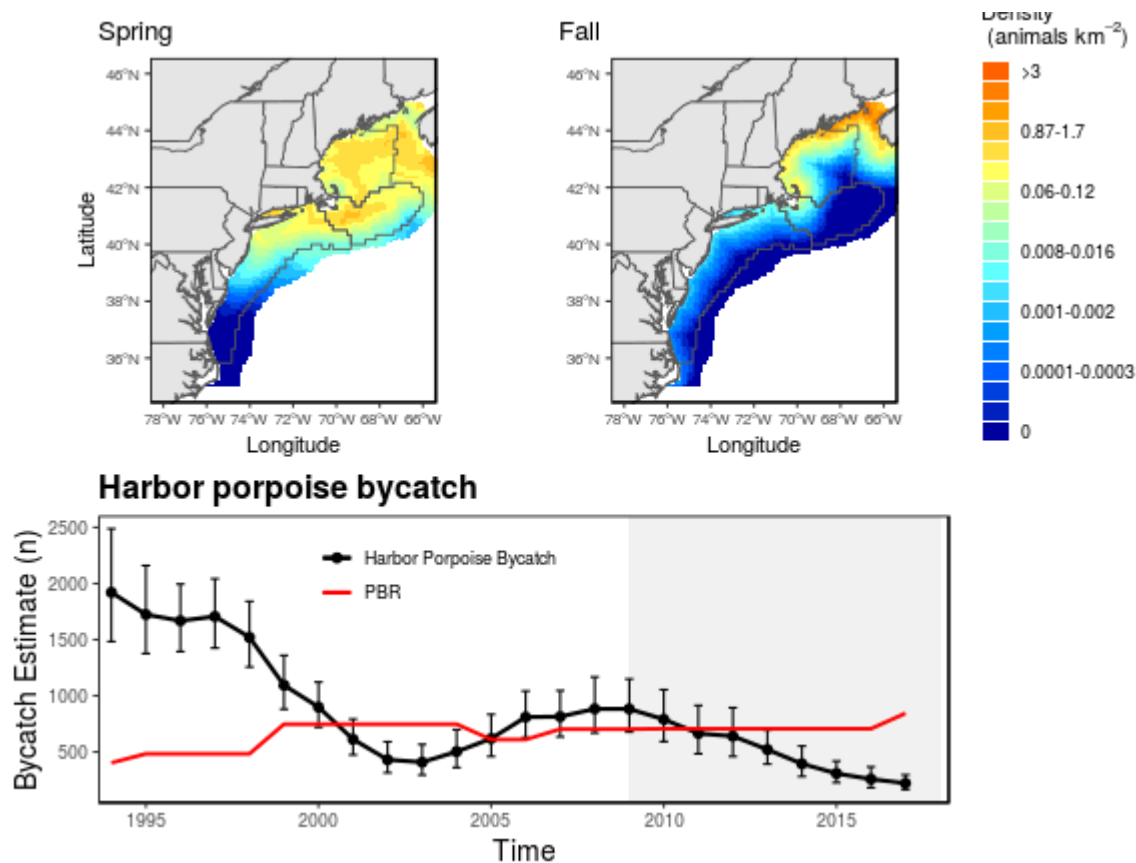 Spring
Fall
Density
(animals km⁻²)
46°N
44°N
42°N
40°N
38°N
36°N
Latitude
78°W 76°W 74°W 72°W 70°W 68°W 66°W
Longitude
46°N
44°N
42°N
40°N
38°N
36°N
78°W 76°W 74°W 72°W 70°W 68°W 66°W
Longitude
>3
0.87-1.7
0.06-0.12
0.008-0.016
0.001-0.002
0.0001-0.0003
0
Harbor porpoise bycatch
Bycatch Estimate (n)
2500
2000
1500
1000
500
Harbor Porpoise Bycatch
PBR
1995 2000 2005 2010 2015
Time